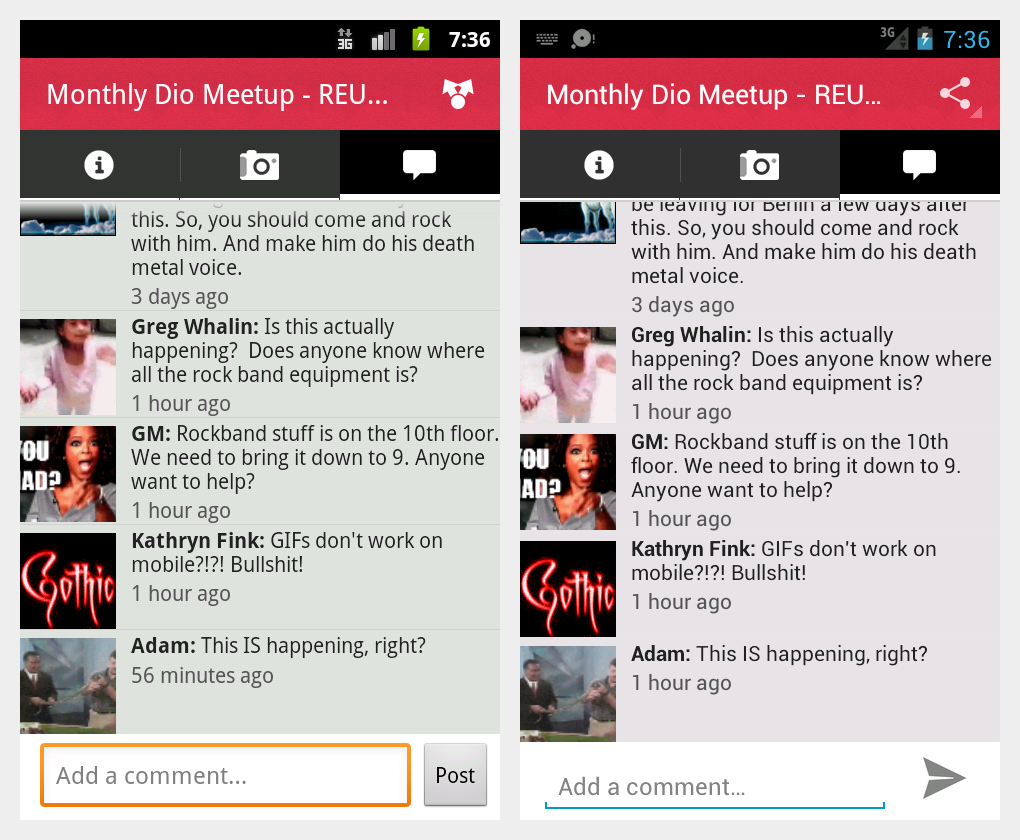 3G
7:36
Monthly Dio Meetup - REU...
this. So, you should come and rock
with him. And make him do his death
metal voice.
3 days ago
Greg Whalin: Is this actually
happening?  Does anyone know where
all the rock band equipment is?
1 hour ago
YOU
AD?
GM: Rockband stuff is on the 10th floor.
We need to bring it down to 9. Anyone
want to help?
1 hour ago
Gothic
Kathryn Fink: GIFs don't work on
mobile?!?! Bullshit!
1 hour ago
Adam: This IS happening, right?
56 minutes ago
Add a comment...
Post
3G
7:36
Monthly Dio Meetup - REU...
be leaving for Berlin a few days after
this. So, you should come and rock
with him. And make him do his death
metal voice.
3 days ago
Greg Whalin: Is this actually
happening?  Does anyone know where
all the rock band equipment is?
1 hour ago
YOU
AD?
GM: Rockband stuff is on the 10th
floor. We need to bring it down to 9.
Anyone want to help?
1 hour ago
Gothic
Kathryn Fink: GIFs don't work on
mobile?!?! Bullshit!
1 hour ago
Adam: This IS happening, right?
1 hour ago
Add a comment...